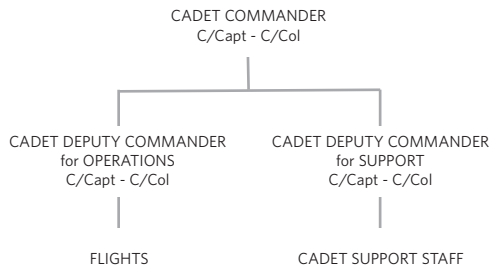 CADET COMMANDER
C/Capt - C/Col
CADET DEPUTY COMMANDER
for OPERATIONS
C/Capt - C/Col
CADET DEPUTY COMMANDER
for SUPPORT
C/Capt - C/Col
FLIGHTS
CADET SUPPORT STAFF